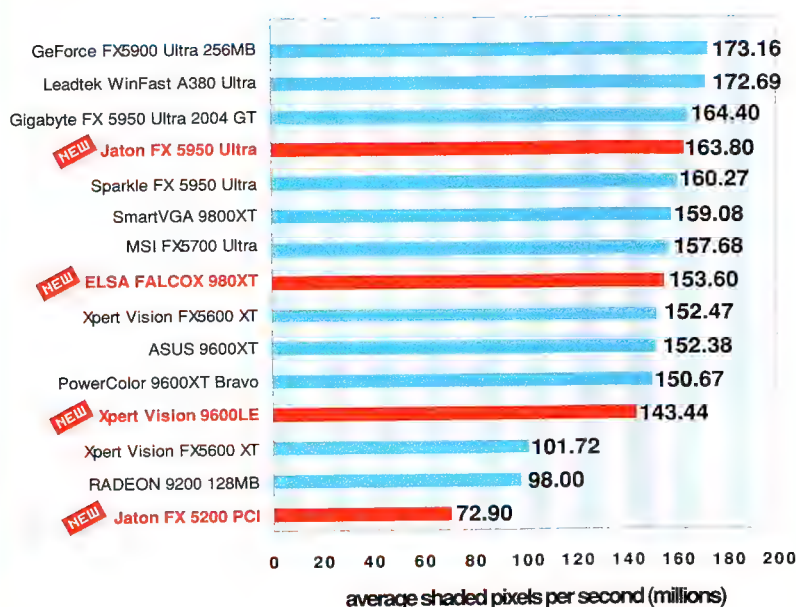 GeForce FX5900 Ultra 256MB 173.16
Leadtek WinFast A380 Ultra 172.69
Gigabyte FX 5950 Ultra 2004 GT 164.40
NEW Jaton FX 5950 Ultra 163.80
Sparkle FX 5950 Ultra 160.27
SmartVGA 9800XT 159.08
MSI FX5700 Ultra 157.68
NEW ELSA FALCOX 980XT 153.60
Xpert Vision FX5600 XT 152.47
ASUS 9600XT 152.38
PowerColor 9600XT Bravo 150.67
NEW Xpert Vision 9600LE 143.44
Xpert Vision FX5600 XT 101.72
RADEON 9200 128MB 98.00
NEW Jaton FX 5200 PCI 72.90
0 20 40 60 80 100 120 140 160 180 200
average shaded pixels per second (millions)